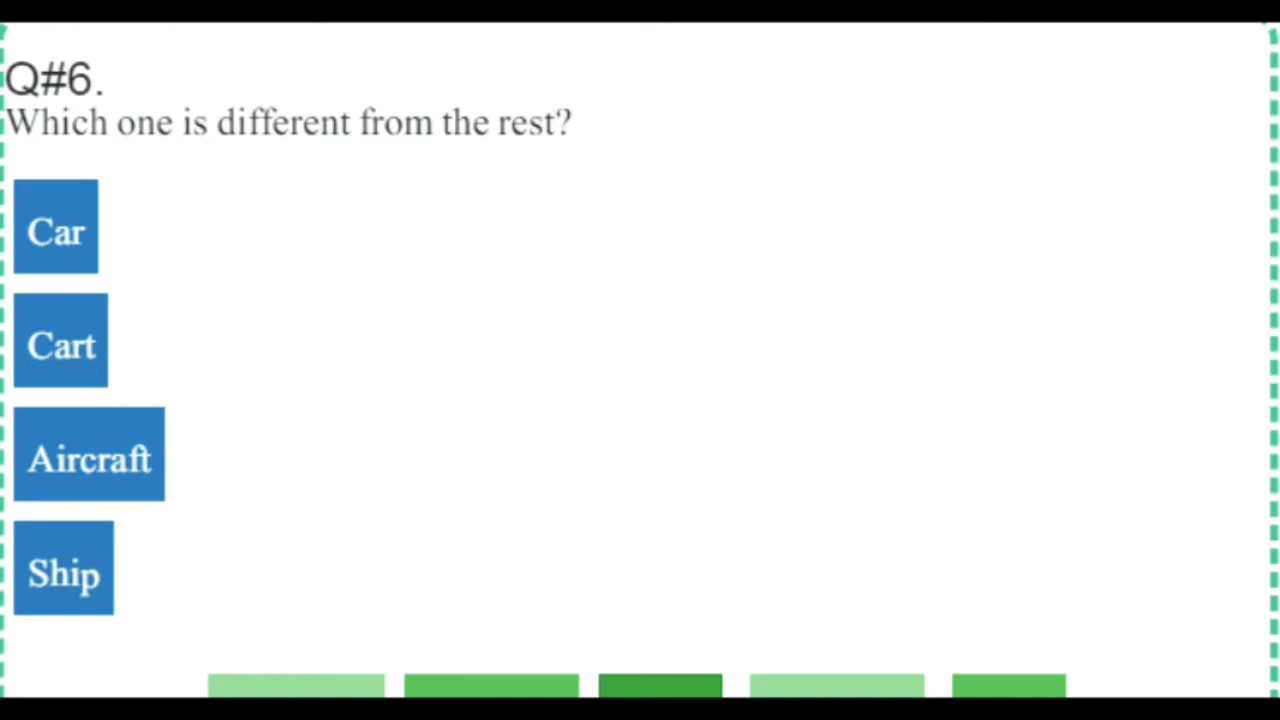 Q#6.
Which one is different from the rest?
Car
Cart
Aircraft
Ship